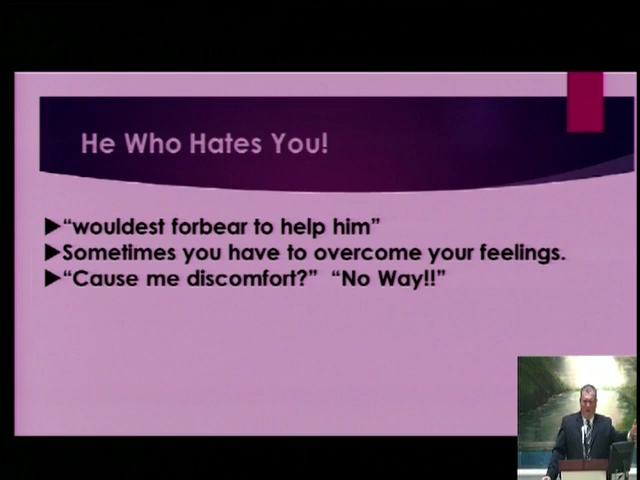 He Who Hates You!
▶“wouldest forbear to help him”
▶Sometimes you have to overcome your feelings.
▶“Cause me discomfort?” “No Way!!”